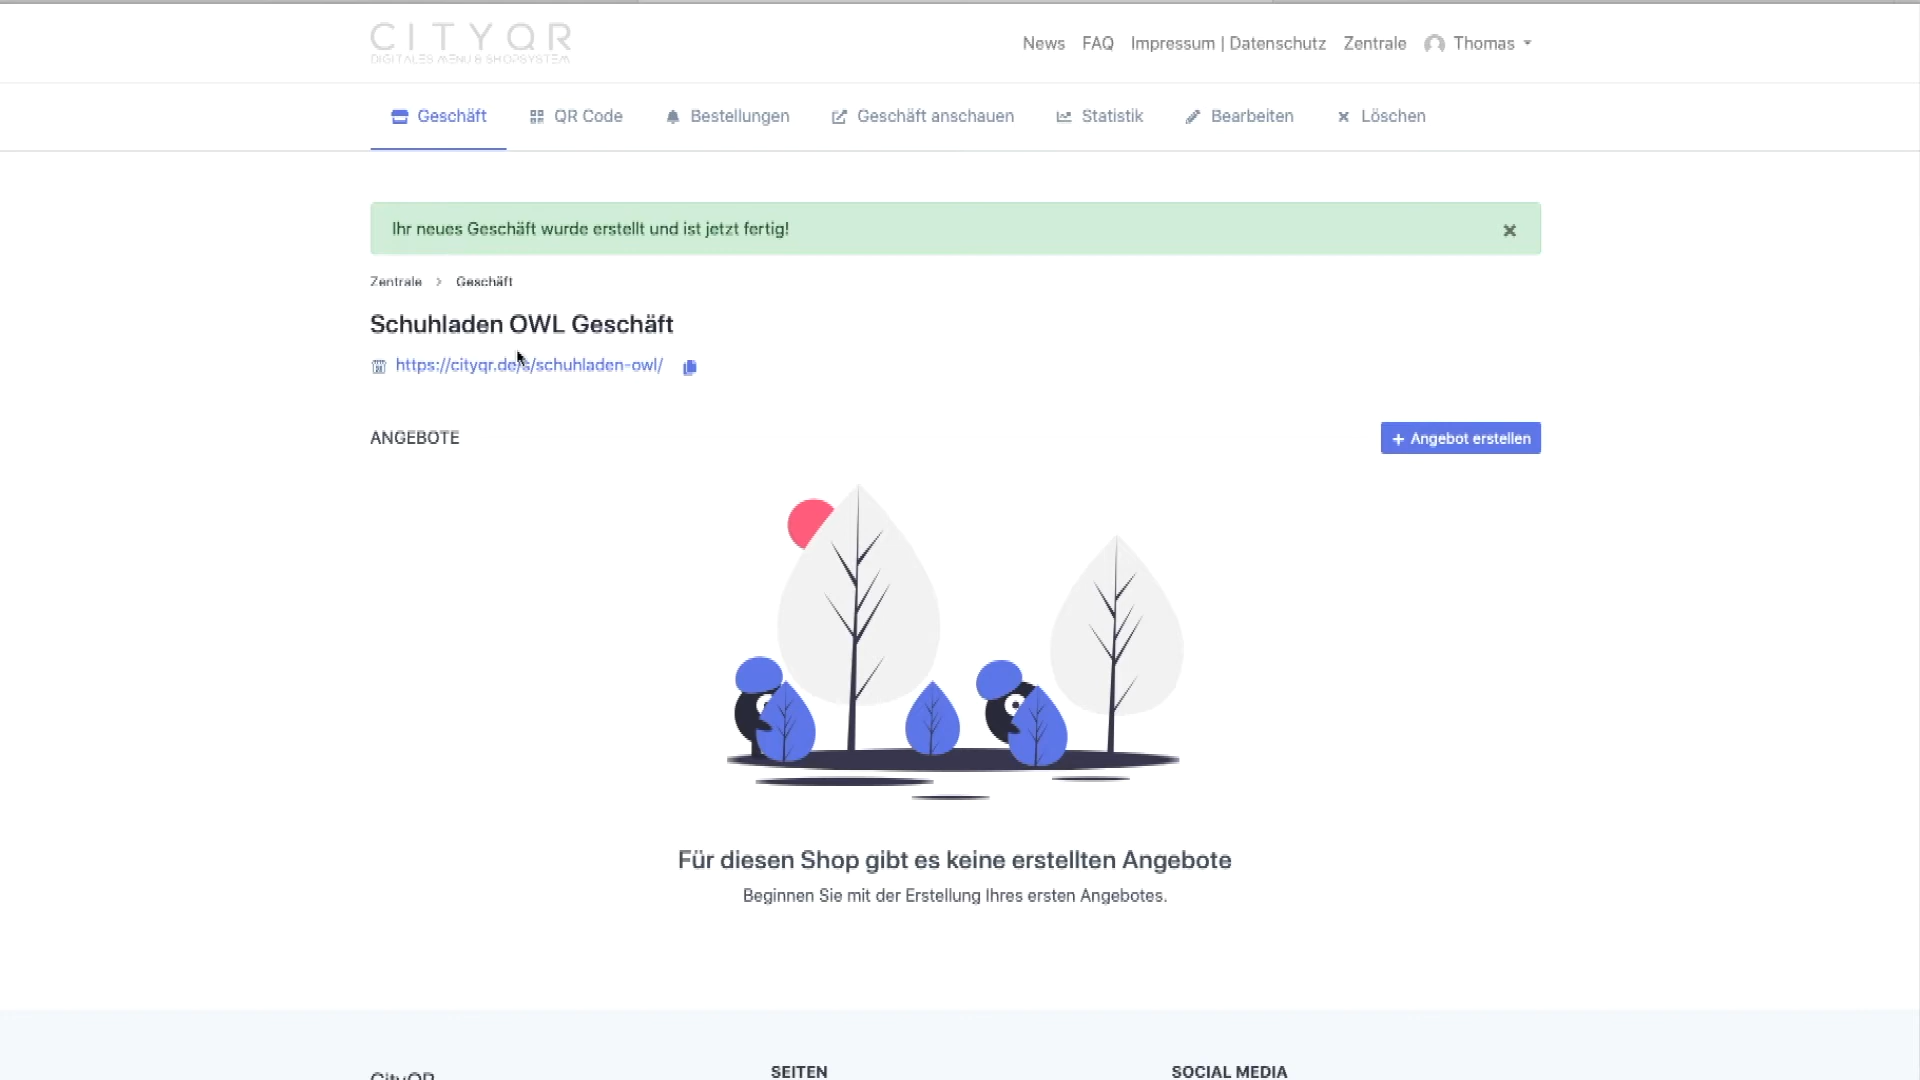 CITYQR
DIGITALES MENÜ & SHOPSYSTEM
News FAQ Impressum | Datenschutz Zentrale Thomas
Geschäft QR Code Bestellungen Geschäft anschauen Statistik Bearbeiten Löschen
Ihr neues Geschäft wurde erstellt und ist jetzt fertig!
Zentrale > Geschäft
Schuhladen OWL Geschäft
https://cityqr.de/s/schuhladen-owl/
ANGEBOTE
+ Angebot erstellen
Für diesen Shop gibt es keine erstellten Angebote
Beginnen Sie mit der Erstellung Ihres ersten Angebotes.
CityQR SEITEN SOCIAL MEDIA